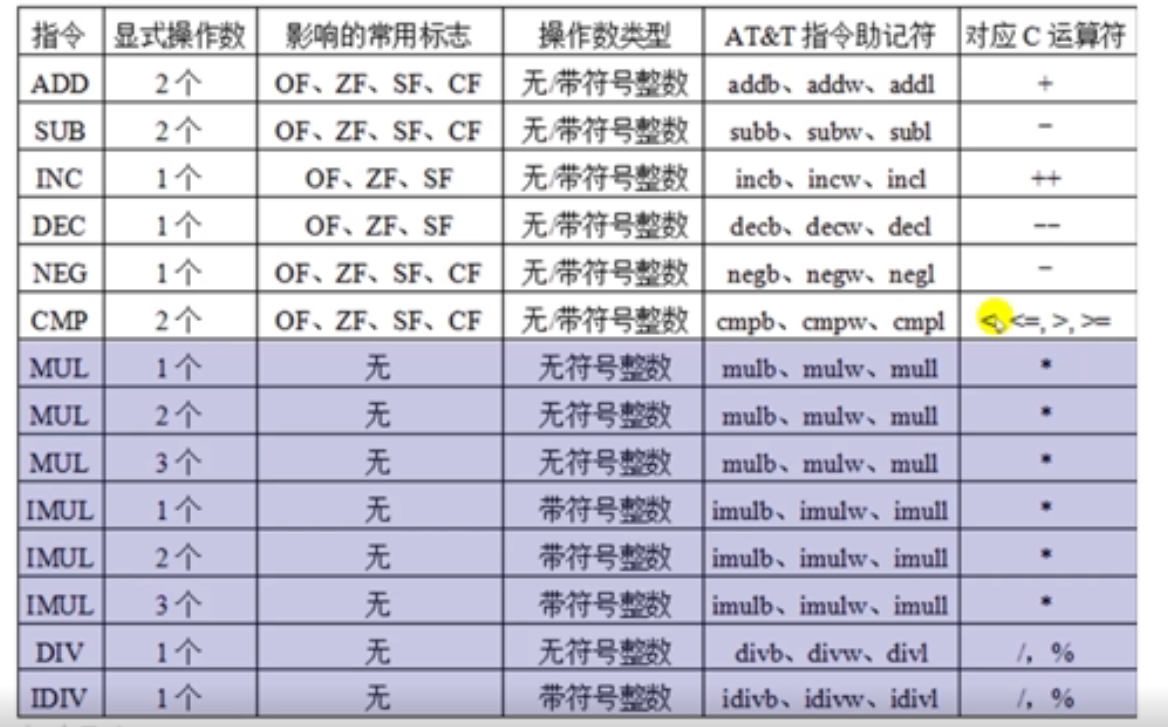 指令 显式操作数 影响的常用标志 操作数类型 AT&T 指令助记符 对应 C 运算符
ADD 2 个 OF、ZF、SF、CF 无/带符号整数 addb、addw、addl +
SUB 2 个 OF、ZF、SF、CF 无/带符号整数 subb、subw、subl －
INC 1 个 OF、ZF、SF 无/带符号整数 incb、incw、incl ++
DEC 1 个 OF、ZF、SF 无/带符号整数 decb、decw、decl --
NEG 1 个 OF、ZF、SF、CF 无/带符号整数 negb、negw、negl －
CMP 2 个 OF、ZF、SF、CF 无/带符号整数 cmpb、cmpw、cmpl <, <=, >, >=
MUL 1 个 无 无符号整数 mulb、mulw、mull *
MUL 2 个 无 无符号整数 mulb、mulw、mull *
MUL 3 个 无 无符号整数 mulb、mulw、mull *
IMUL 1 个 无 带符号整数 imulb、imulw、imull *
IMUL 2 个 无 带符号整数 imulb、imulw、imull *
IMUL 3 个 无 带符号整数 imulb、imulw、imull *
DIV 1 个 无 无符号整数 divb、divw、divl /, %
IDIV 1 个 无 带符号整数 idivb、idivw、idivl /, %